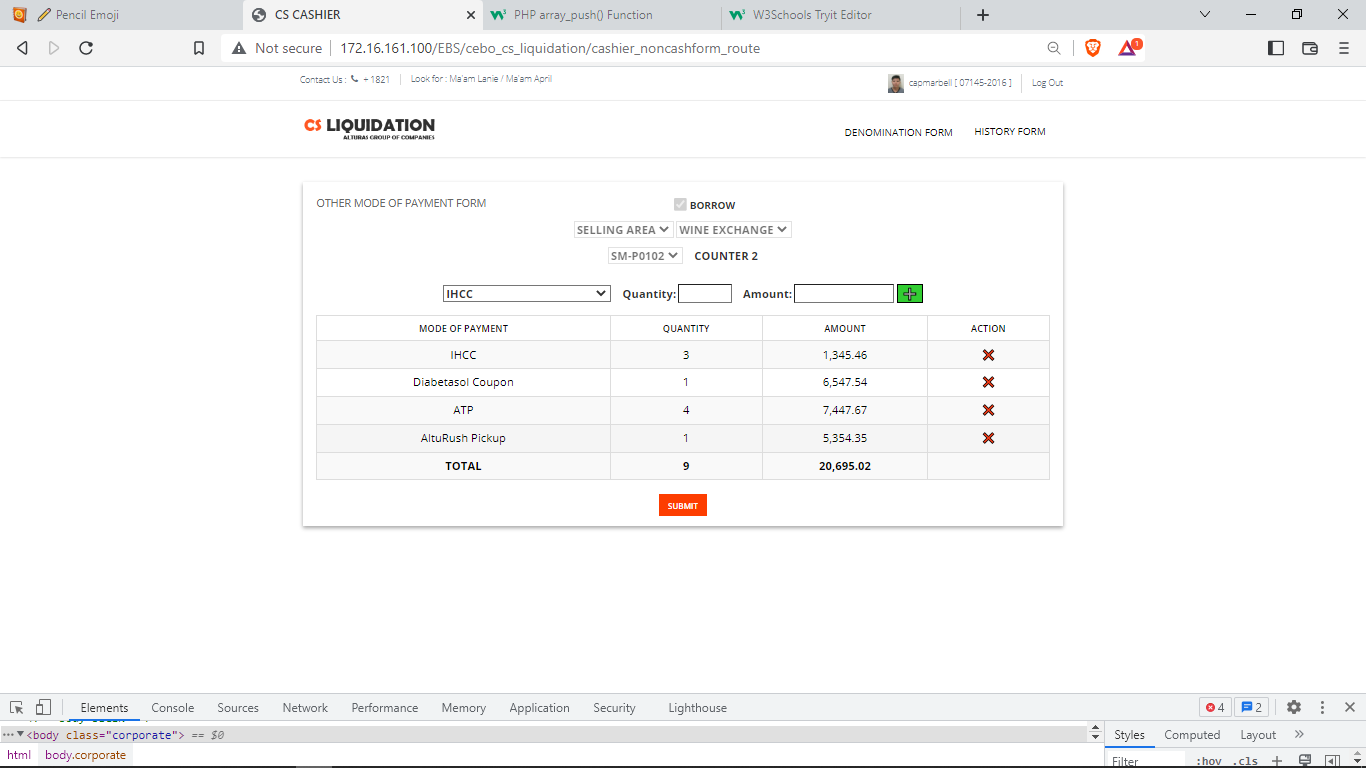 Pencil Emoji
CS CASHIER
PHP array_push() Function
W3Schools Tryit Editor
Not secure
172.16.161.100/EBS/cebo_cs_liquidation/cashier_noncashform_route
1
Contact Us : + 1821
Look for : Ma'am Lanie / Ma'am April
capmarbell [ 07145-2016 ]
Log Out
CS LIQUIDATION
ALTURAS GROUP OF COMPANIES
DENOMINATION FORM
HISTORY FORM
OTHER MODE OF PAYMENT FORM
BORROW
SELLING AREA WINE EXCHANGE
SM-P0102 COUNTER 2
IHCC Quantity: Amount:
MODE OF PAYMENT QUANTITY AMOUNT ACTION
IHCC 3 1,345.46
Diabetasol Coupon 1 6,547.54
ATP 4 7,447.67
AltuRush Pickup 1 5,354.35
TOTAL 9 20,695.02
SUBMIT
Elements Console Sources Network Performance Memory Application Security Lighthouse 4 2
<body class="corporate"> == $0
html body.corporate
Styles Computed Layout
Filter :hov .cls